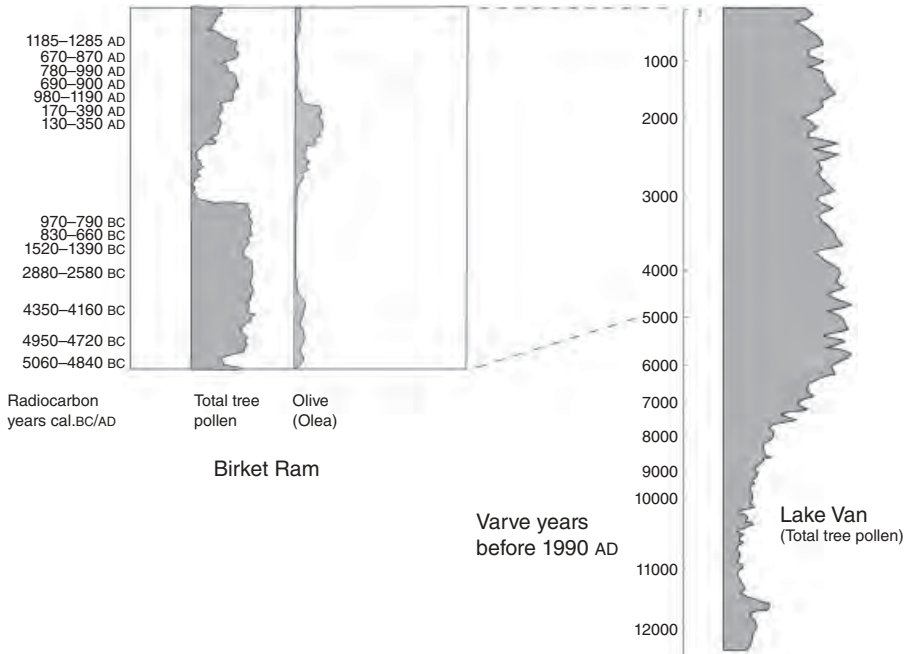 1185–1285 AD
670–870 AD
780–990 AD
690–900 AD
980–1190 AD
170–390 AD
130–350 AD
970–790 BC
830–660 BC
1520–1390 BC
2880–2580 BC
4350–4160 BC
4950–4720 BC
5060–4840 BC
Radiocarbon
years cal.BC/AD
Total tree
pollen
Olive
(Olea)
Birket Ram
1000
2000
3000
4000
5000
6000
7000
8000
9000
10000
11000
12000
Varve years
before 1990 AD
Lake Van
(Total tree pollen)